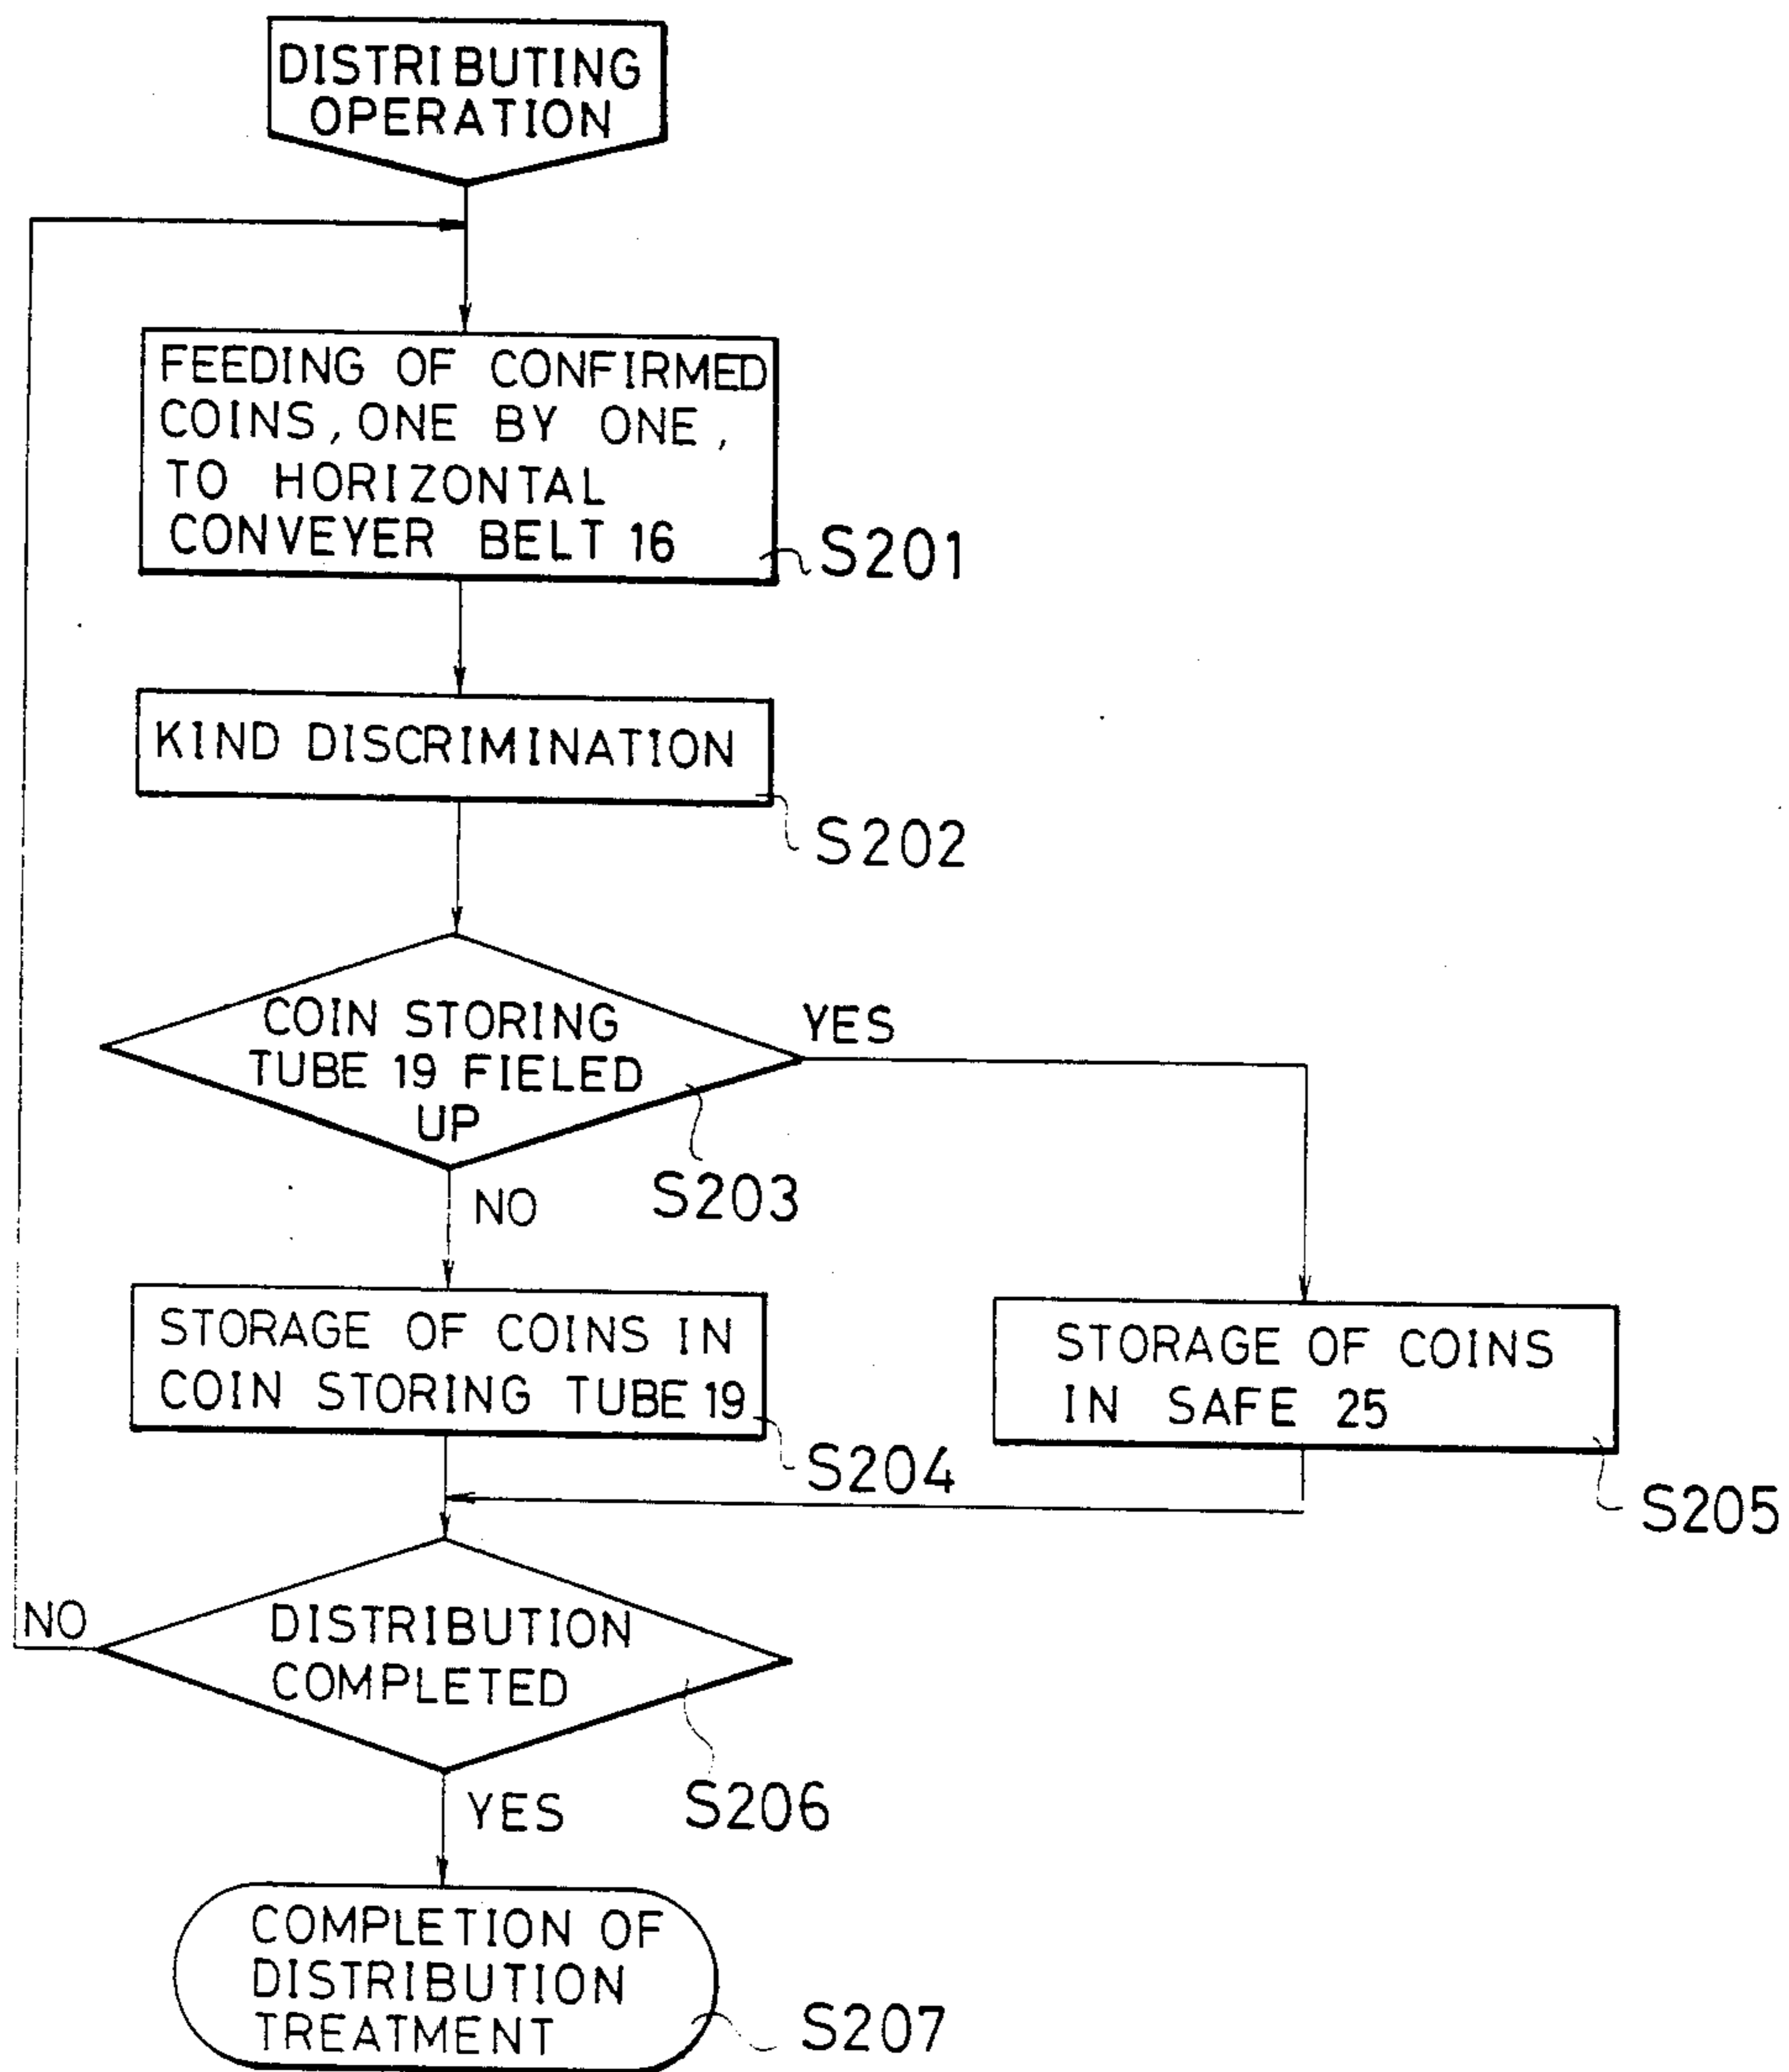 DISTRIBUTING
OPERATION
FEEDING OF CONFIRMED
COINS, ONE BY ONE,
TO HORIZONTAL
CONVEYER BELT 16
S201
KIND DISCRIMINATION
S202
COIN STORING
TUBE 19 FIELED
UP
YES
S203
NO
STORAGE OF COINS IN
COIN STORING TUBE 19
S204
STORAGE OF COINS
IN SAFE 25
S205
NO
DISTRIBUTION
COMPLETED
S206
YES
COMPLETION OF
DISTRIBUTION
TREATMENT
S207